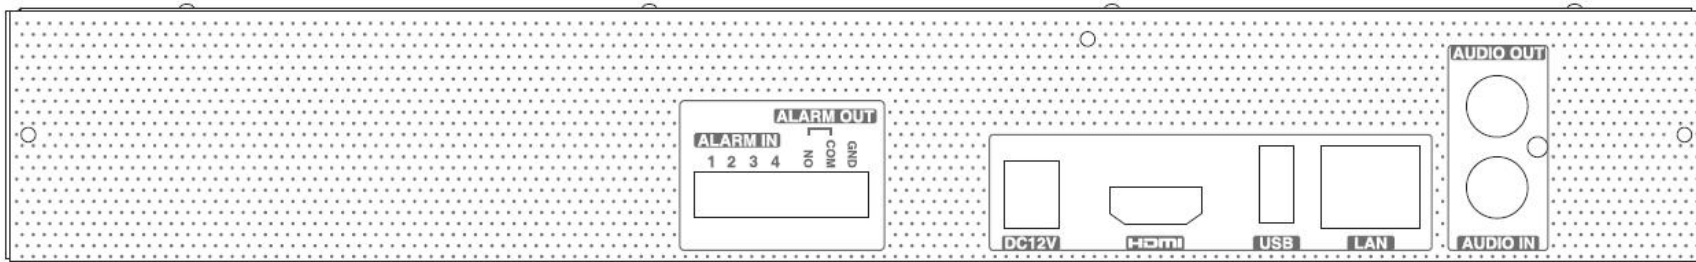 AUDIO OUT
ALARM OUT
ALARM IN
1 2 3 4 NO COM GND
DC12V HDMI USB LAN AUDIO IN